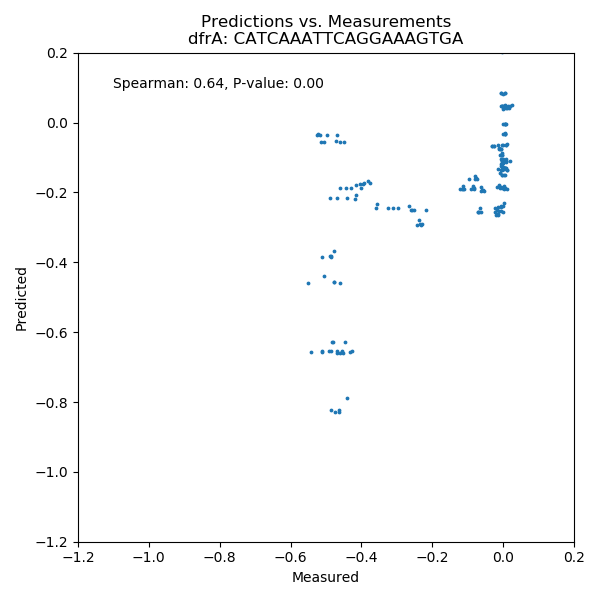 Predictions vs. Measurements
dfrA: CATCAAATTCAGGAAAGTGA
Spearman: 0.64, P-value: 0.00
0.2
0.0
−0.2
−0.4
−0.6
−0.8
−1.0
−1.2
Predicted
−1.2 −1.0 −0.8 −0.6 −0.4 −0.2 0.0 0.2
Measured